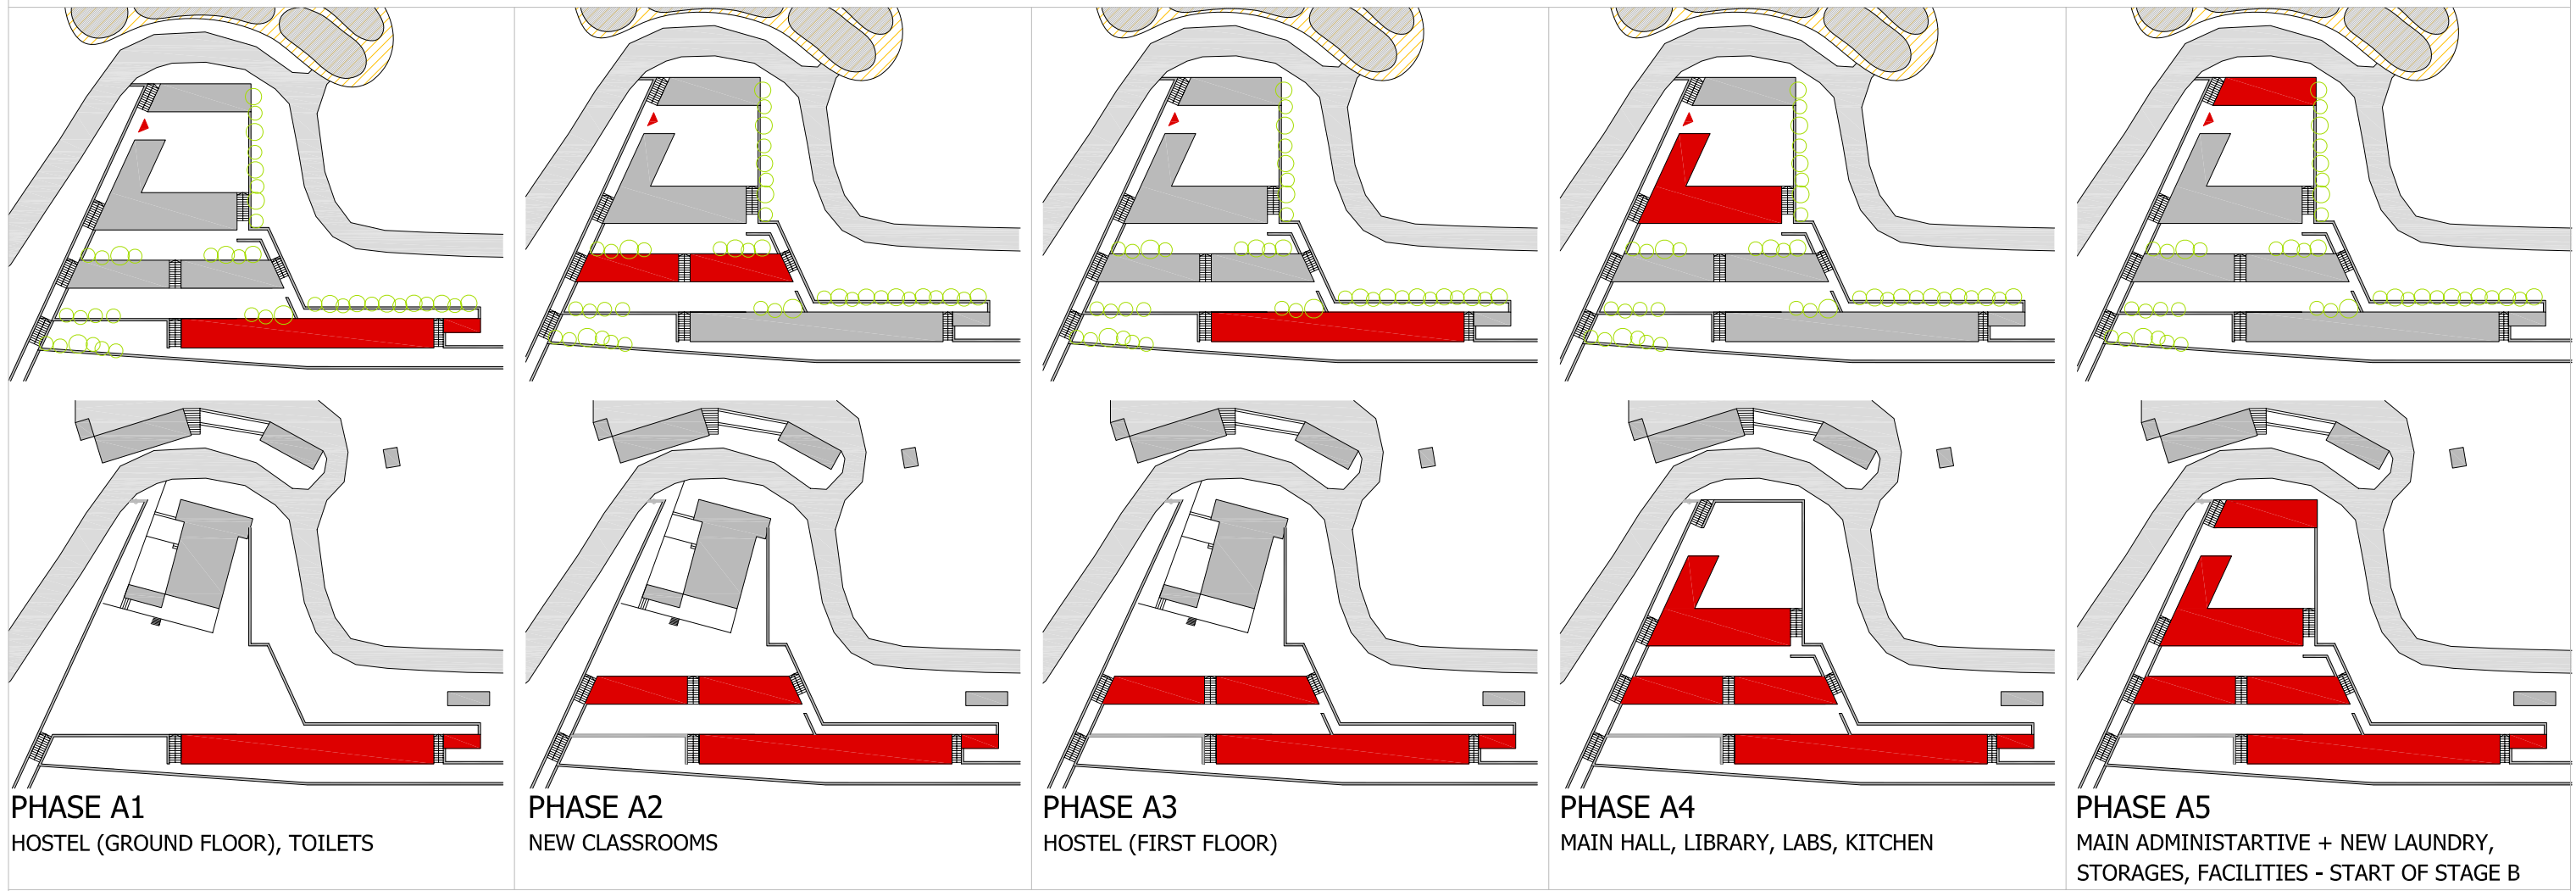 PHASE A1
HOSTEL (GROUND FLOOR), TOILETS
PHASE A2
NEW CLASSROOMS
PHASE A3
HOSTEL (FIRST FLOOR)
PHASE A4
MAIN HALL, LIBRARY, LABS, KITCHEN
PHASE A5
MAIN ADMINISTARTIVE + NEW LAUNDRY,
STORAGES, FACILITIES - START OF STAGE B